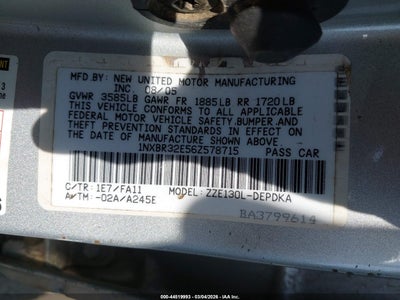 MFD.BY: NEW UNITED MOTOR MANUFACTURING
INC. 08/05
GVWR 3585LB GAWR FR 1885LB RR 1720LB
THIS VEHICLE CONFORMS TO ALL APPLICABLE
FEDERAL MOTOR VEHICLE SAFETY,BUMPER,AND
THEFT PREVENTION STANDARDS IN EFFECT ON
THE DATE OF MANUFACTURE SHOWN ABOVE.
1NXBR32E56Z578715 PASS CAR
C/TR: 1E7/FA11 MODEL: ZZE130L-DEPDKA
A/TM: -02A/A245E
BA3799614
000-44519993 - 03/04/2026 - IAA